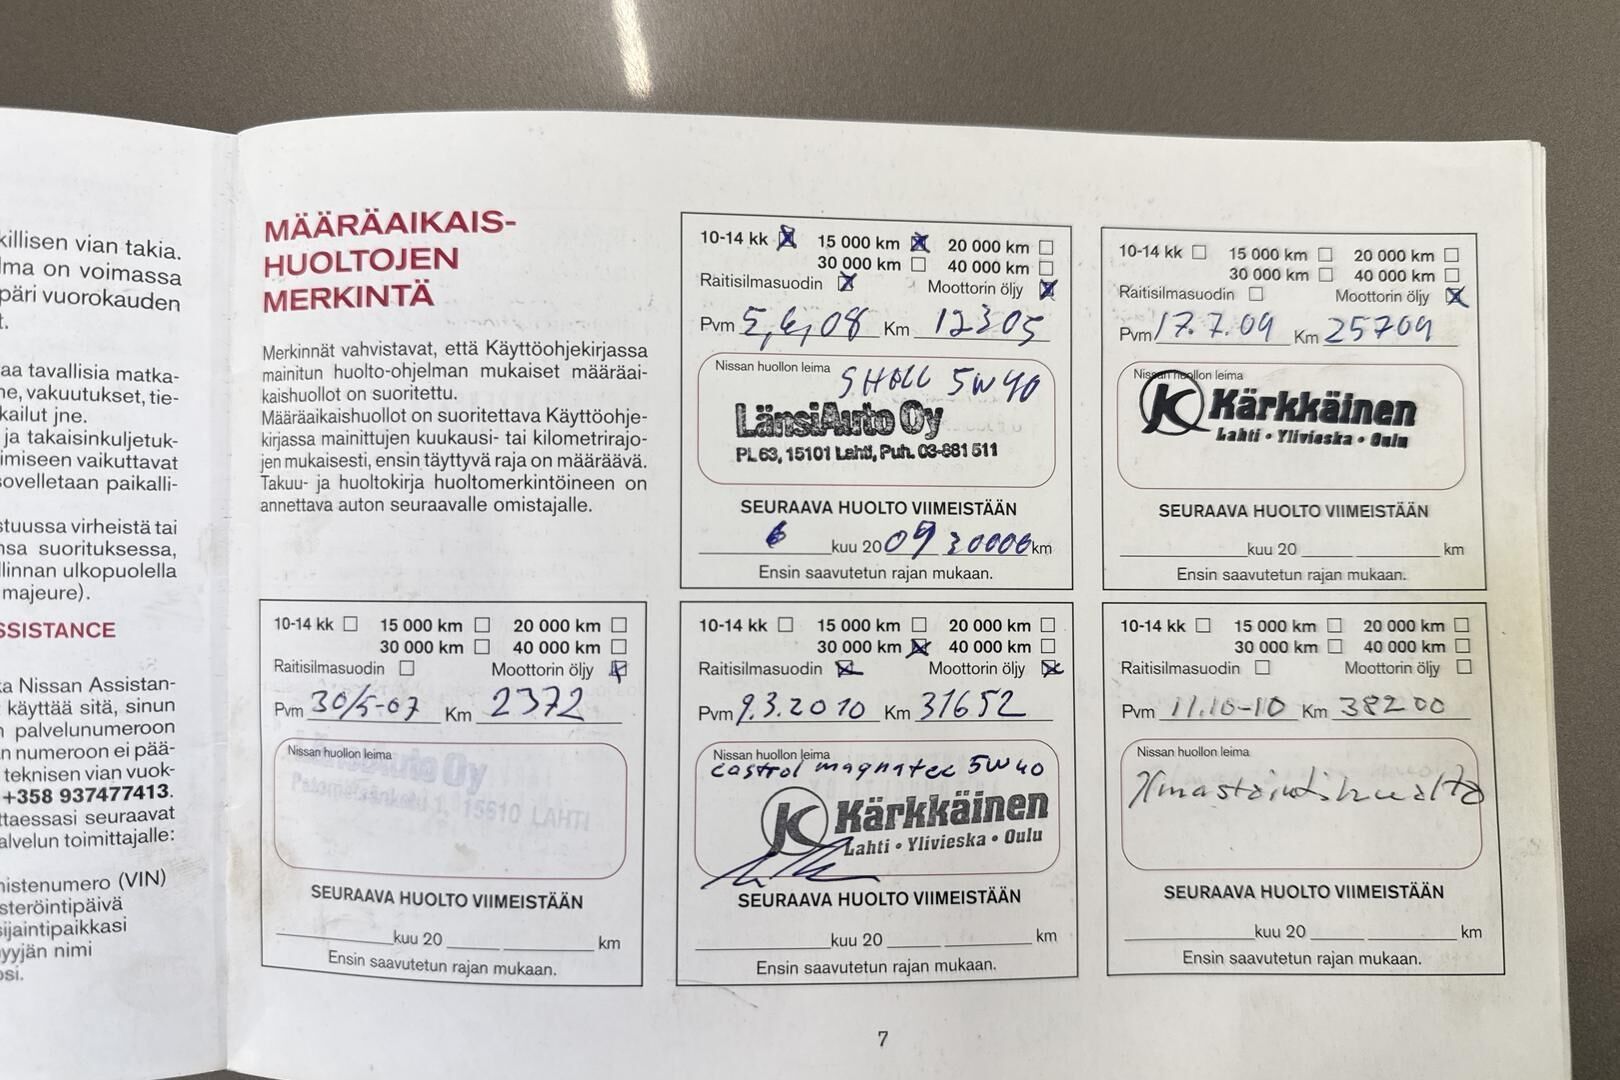 killisen vian takia.
lma on voimassa
päri vuorokauden
t.
aa tavallisia matka-
ne, vakuutukset, tie-
kailut jne.
ja takaisinkuljetuk-
imiseen vaikuttavat
sovelletaan paikalli-
stuussa virheistä tai
nsa suorituksessa,
llinnan ulkopuolella
majeure).
SSISTANCE
ka Nissan Assistan-
käyttää sitä, sinun
n palvelunumeroon
an numeroon ei pää-
teknisen vian vuok-
+358 937477413.
ttaessasi seuraavat
alvelun toimittajalle:
nistenumero (VIN)
steröintipäivä
sijaintipaikkasi
yyjän nimi
osi.
MÄÄRÄAIKAIS-
HUOLTOJEN
MERKINTÄ
Merkinnät vahvistavat, että Käyttöohjekirjassa
mainitun huolto-ohjelman mukaiset määräai-
kaishuollot on suoritettu.
Määräaikaishuollot on suoritettava Käyttöohje-
kirjassa mainittujen kuukausi- tai kilometrirajo-
jen mukaisesti, ensin täyttyvä raja on määräävä.
Takuu- ja huoltokirja huoltomerkintöineen on
annettava auton seuraavalle omistajalle.
10-14 kk 15 000 km 20 000 km
30 000 km 40 000 km
Raitisilmasuodin Moottorin öljy
Pvm 5,6,08 Km 12305
Nissan huollon leima SHELL 5W40
LänsiAuto Oy
PL 63, 15101 Lahti, Puh. 03-881 511
SEURAAVA HUOLTO VIIMEISTÄÄN
6 kuu 2009 30000 km
Ensin saavutetun rajan mukaan.
10-14 kk 15 000 km 20 000 km
30 000 km 40 000 km
Raitisilmasuodin Moottorin öljy
Pvm 17.7.09 Km 25709
Nissan huollon leima
K Kärkkäinen
Lahti • Ylivieska • Oulu
SEURAAVA HUOLTO VIIMEISTÄÄN
kuu 20 km
Ensin saavutetun rajan mukaan.
10-14 kk 15 000 km 20 000 km
30 000 km 40 000 km
Raitisilmasuodin Moottorin öljy
Pvm 30/5-07 Km 2372
Nissan huollon leima
LänsiAuto Oy
1, 15610 LAHTI
SEURAAVA HUOLTO VIIMEISTÄÄN
kuu 20 km
Ensin saavutetun rajan mukaan.
10-14 kk 15 000 km 20 000 km
30 000 km 40 000 km
Raitisilmasuodin Moottorin öljy
Pvm 9.3.2010 Km 31652
Nissan huollon leima
castrol magnatec 5W40
K Kärkkäinen
Lahti • Ylivieska • Oulu
SEURAAVA HUOLTO VIIMEISTÄÄN
kuu 20 km
Ensin saavutetun rajan mukaan.
10-14 kk 15 000 km 20 000 km
30 000 km 40 000 km
Raitisilmasuodin Moottorin öljy
Pvm 11.10-10 Km 38200
Nissan huollon leima
Ilmastointihuolto
SEURAAVA HUOLTO VIIMEISTÄÄN
kuu 20 km
Ensin saavutetun rajan mukaan.
7